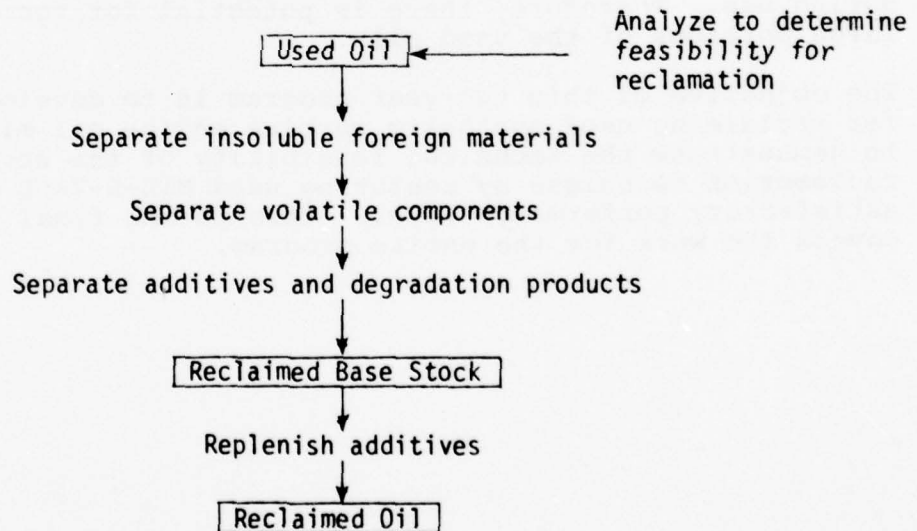 Analyze to determine
feasibility for
reclamation
Used Oil
Separate insoluble foreign materials
Separate volatile components
Separate additives and degradation products
Reclaimed Base Stock
Replenish additives
Reclaimed Oil